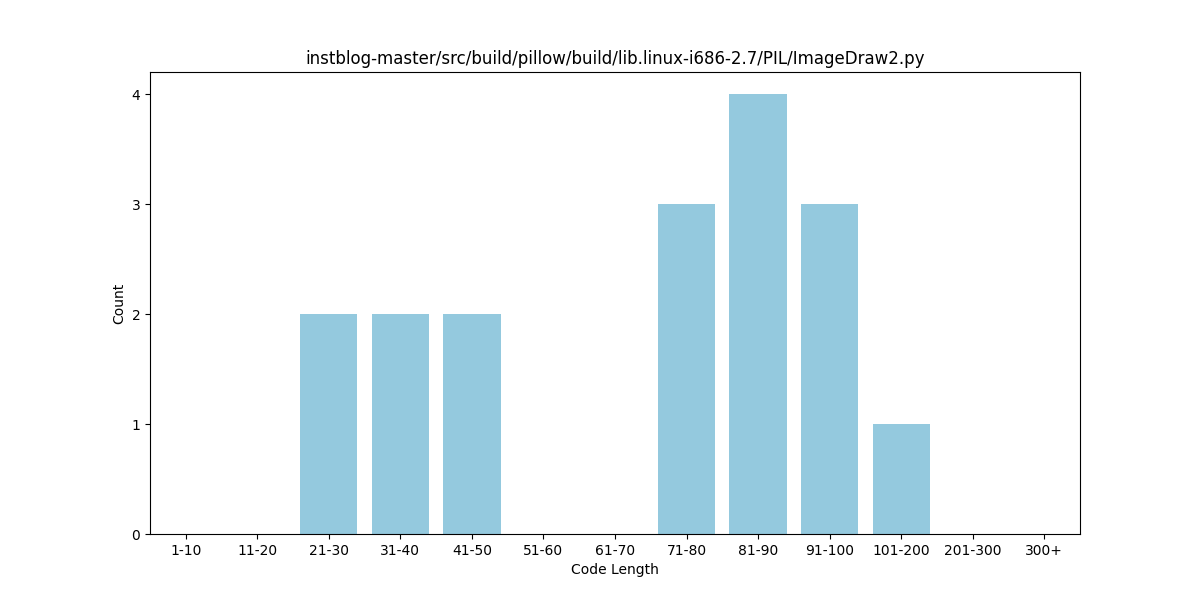 instblog-master/src/build/pillow/build/lib.linux-i686-2.7/PIL/ImageDraw2.py
Count
4
3
2
1
0
1-10 11-20 21-30 31-40 41-50 51-60 61-70 71-80 81-90 91-100 101-200 201-300 300+
Code Length